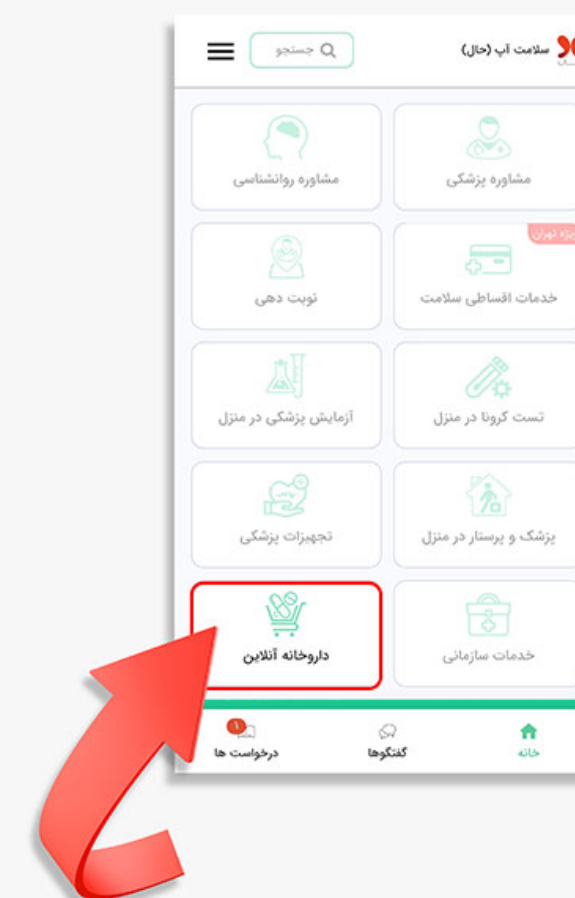 سلامت آپ (حال)
جستجو
مشاوره پزشکی
مشاوره روانشناسی
ویژه تهران
خدمات اقساطی سلامت
نوبت دهی
تست کرونا در منزل
آزمایش پزشکی در منزل
پزشک و پرستار در منزل
تجهیزات پزشکی
خدمات سازمانی
داروخانه آنلاین
خانه
گفتگوها
۱
درخواست ها